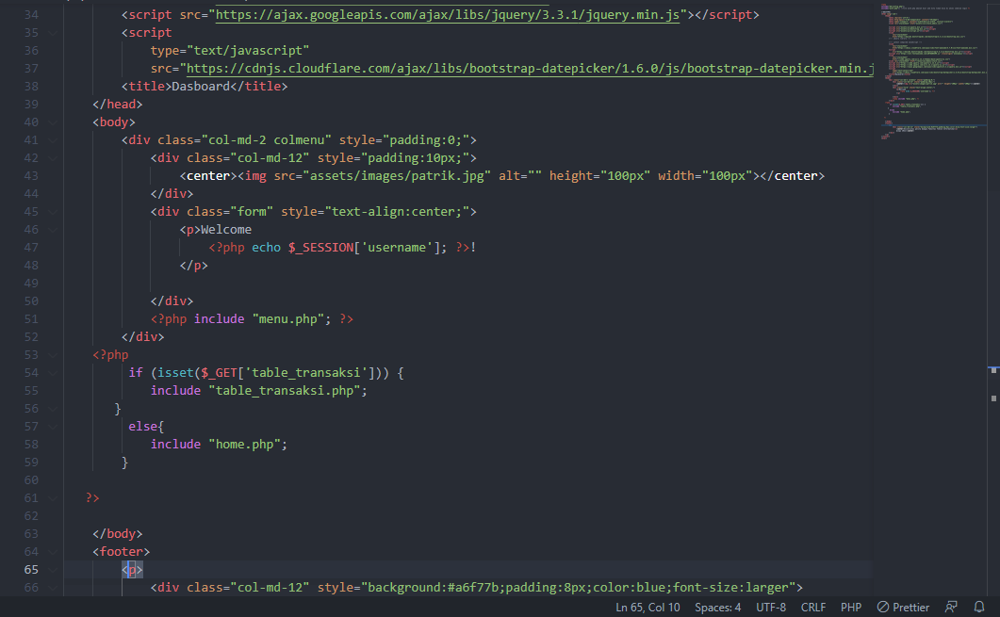 34 <script src="https://ajax.googleapis.com/ajax/libs/jquery/3.3.1/jquery.min.js"></script>
35 <script
36 type="text/javascript"
37 src="https://cdnjs.cloudflare.com/ajax/libs/bootstrap-datepicker/1.6.0/js/bootstrap-datepicker.min.j
38 <title>Dasboard</title>
39 </head>
40 <body>
41 <div class="col-md-2 colmenu" style="padding:0;">
42 <div class="col-md-12" style="padding:10px;">
43 <center><img src="assets/images/patrik.jpg" alt="" height="100px" width="100px"></center>
44 </div>
45 <div class="form" style="text-align:center;">
46 <p>Welcome
47 <?php echo $_SESSION['username']; ?>!
48 </p>
49
50 </div>
51 <?php include "menu.php"; ?>
52 </div>
53 <?php
54 if (isset($_GET['table_transaksi'])) {
55 include "table_transaksi.php";
56 }
57 else{
58 include "home.php";
59 }
60
61 ?>
62
63 </body>
64 <footer>
65 <p>
66 <div class="col-md-12" style="background:#a6f77b;padding:8px;color:blue;font-size:larger">
Ln 65, Col 10 Spaces: 4 UTF-8 CRLF PHP Prettier